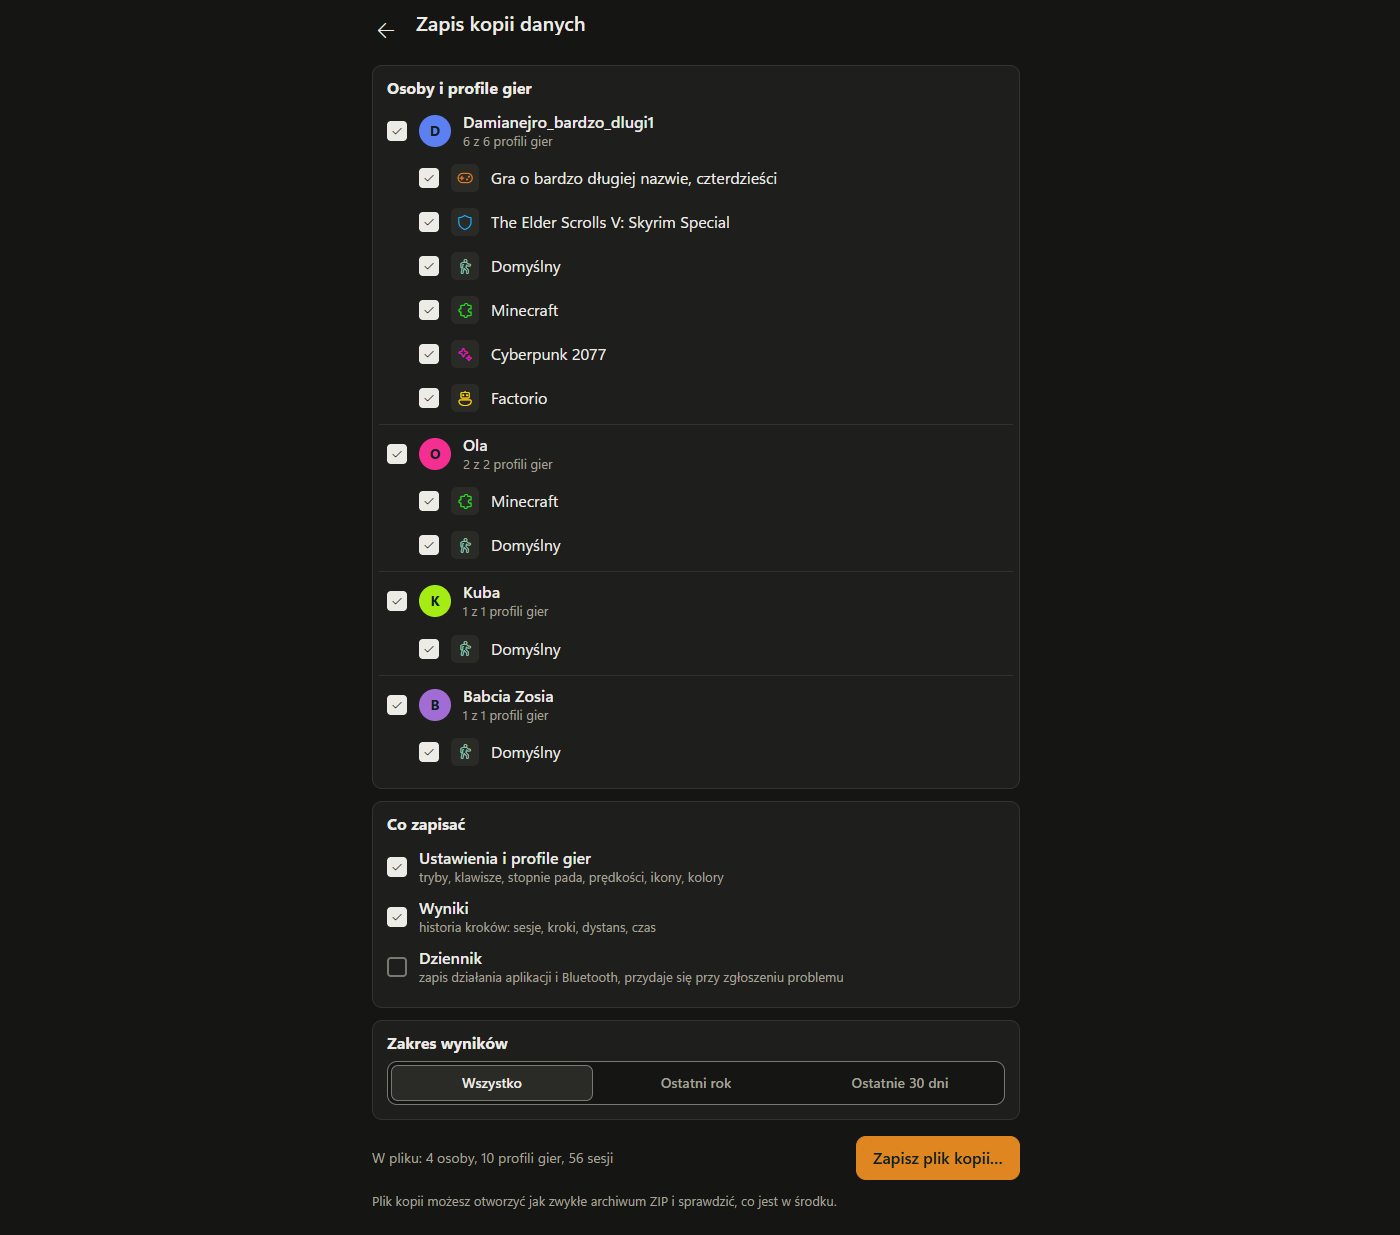 Zapis kopii danych
Osoby i profile gier
D
Damianejro_bardzo_dlugi1
6 z 6 profili gier
Gra o bardzo długiej nazwie, czterdzieści
The Elder Scrolls V: Skyrim Special
Domyślny
Minecraft
Cyberpunk 2077
Factorio
O
Ola
2 z 2 profili gier
Minecraft
Domyślny
K
Kuba
1 z 1 profili gier
Domyślny
B
Babcia Zosia
1 z 1 profili gier
Domyślny
Co zapisać
Ustawienia i profile gier
tryby, klawisze, stopnie pada, prędkości, ikony, kolory
Wyniki
historia kroków: sesje, kroki, dystans, czas
Dziennik
zapis działania aplikacji i Bluetooth, przydaje się przy zgłoszeniu problemu
Zakres wyników
Wszystko
Ostatni rok
Ostatnie 30 dni
W pliku: 4 osoby, 10 profili gier, 56 sesji
Zapisz plik kopii...
Plik kopii możesz otworzyć jak zwykłe archiwum ZIP i sprawdzić, co jest w środku.